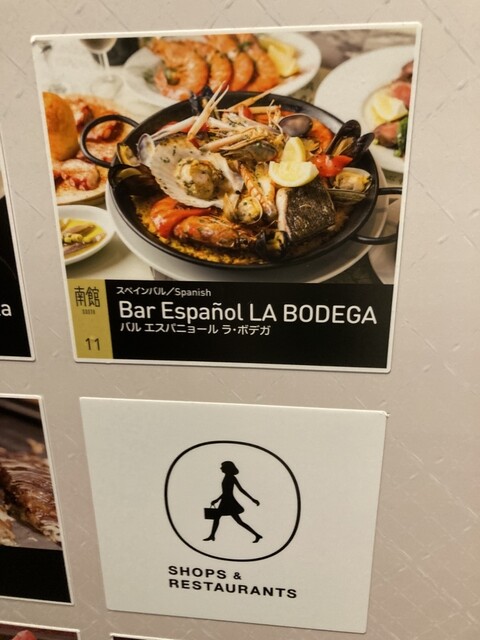 スペインバル／Spanish
南館
SOUTH
11
Bar Español LA BODEGA
バル エスパニョール ラ・ボデガ
SHOPS &
RESTAURANTS